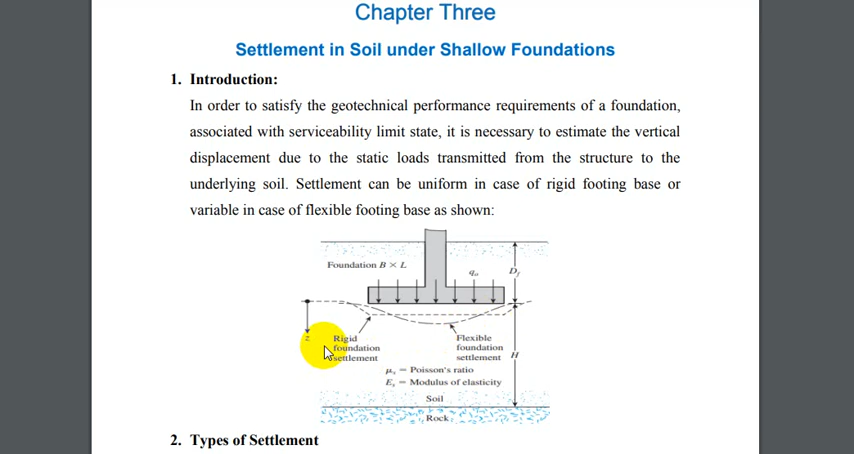 Chapter Three
Settlement in Soil under Shallow Foundations
1. Introduction:
In order to satisfy the geotechnical performance requirements of a foundation,
associated with serviceability limit state, it is necessary to estimate the vertical
displacement due to the static loads transmitted from the structure to the
underlying soil. Settlement can be uniform in case of rigid footing base or
variable in case of flexible footing base as shown:
Foundation B × L
qₒ
D_f
z
Rigid
foundation
settlement
Flexible
foundation
settlement
H
μₛ = Poisson's ratio
Eₛ = Modulus of elasticity
Soil
Rock
2. Types of Settlement